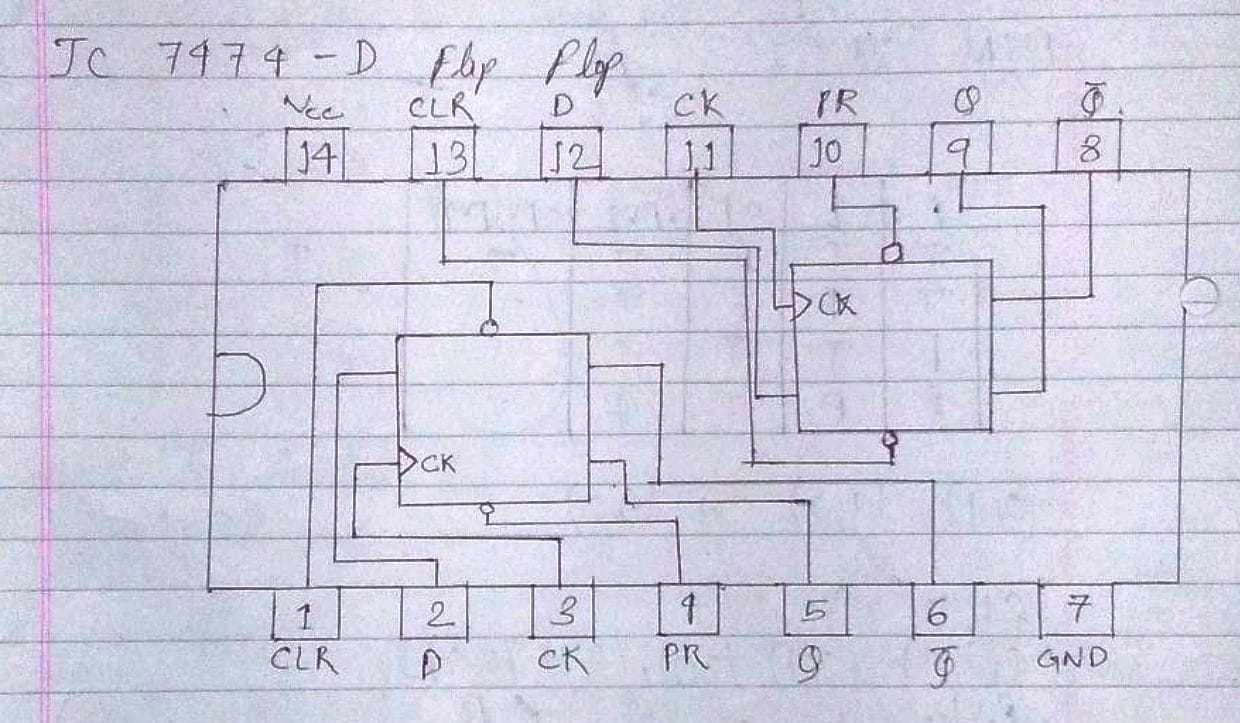 IC 7474-D Flip Flop
Vcc CLR D CK PR Q Q̅
14 13 12 11 10 9 8
CK
CK
1 2 3 4 5 6 7
CLR D CK PR Q Q̅ GND